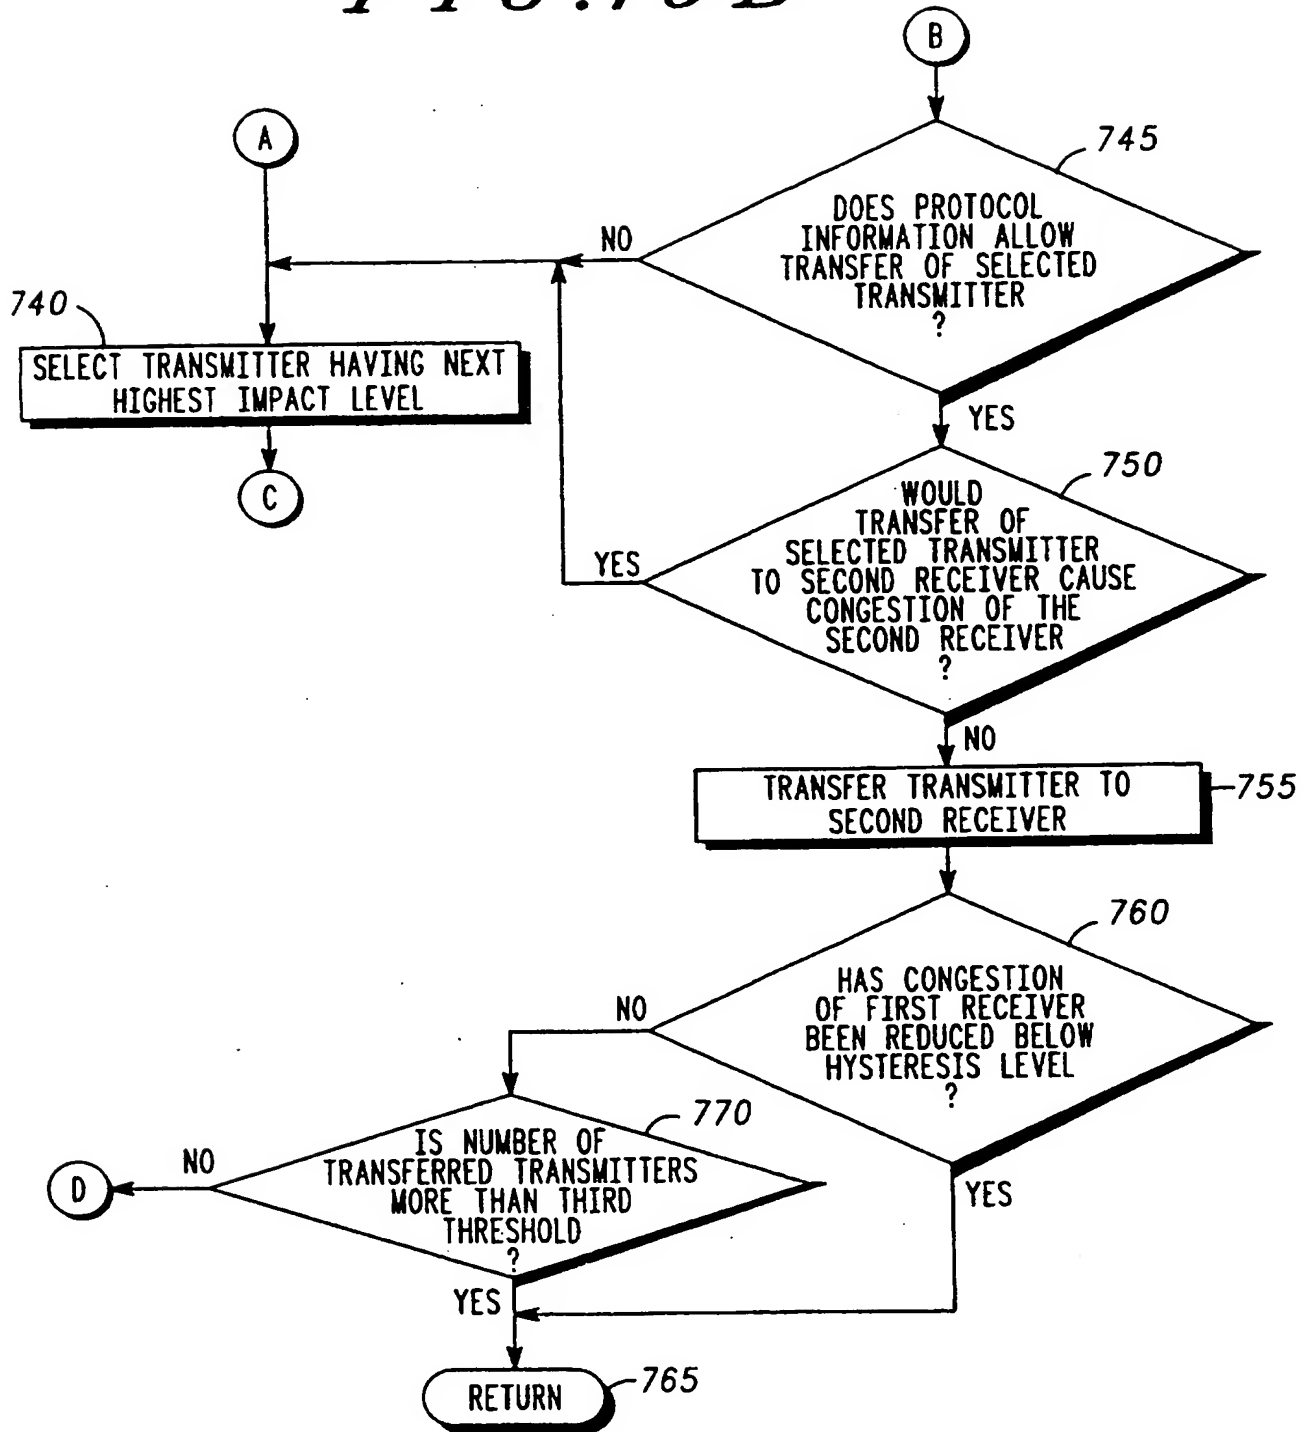 B
A
745
DOES PROTOCOL
INFORMATION ALLOW
TRANSFER OF SELECTED
TRANSMITTER
?
NO
740
SELECT TRANSMITTER HAVING NEXT
HIGHEST IMPACT LEVEL
YES
C
750
WOULD
TRANSFER OF
SELECTED TRANSMITTER
TO SECOND RECEIVER CAUSE
CONGESTION OF THE
SECOND RECEIVER
?
YES
NO
TRANSFER TRANSMITTER TO
SECOND RECEIVER
755
760
HAS CONGESTION
OF FIRST RECEIVER
BEEN REDUCED BELOW
HYSTERESIS LEVEL
?
NO
YES
770
IS NUMBER OF
TRANSFERRED TRANSMITTERS
MORE THAN THIRD
THRESHOLD
?
NO
D
YES
RETURN
765